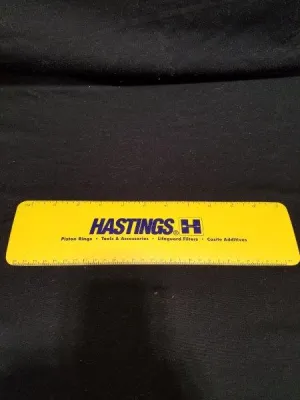 HASTINGS® H
Piston Rings • Tools & Accessories • Lifeguard Filters • Casite Additives